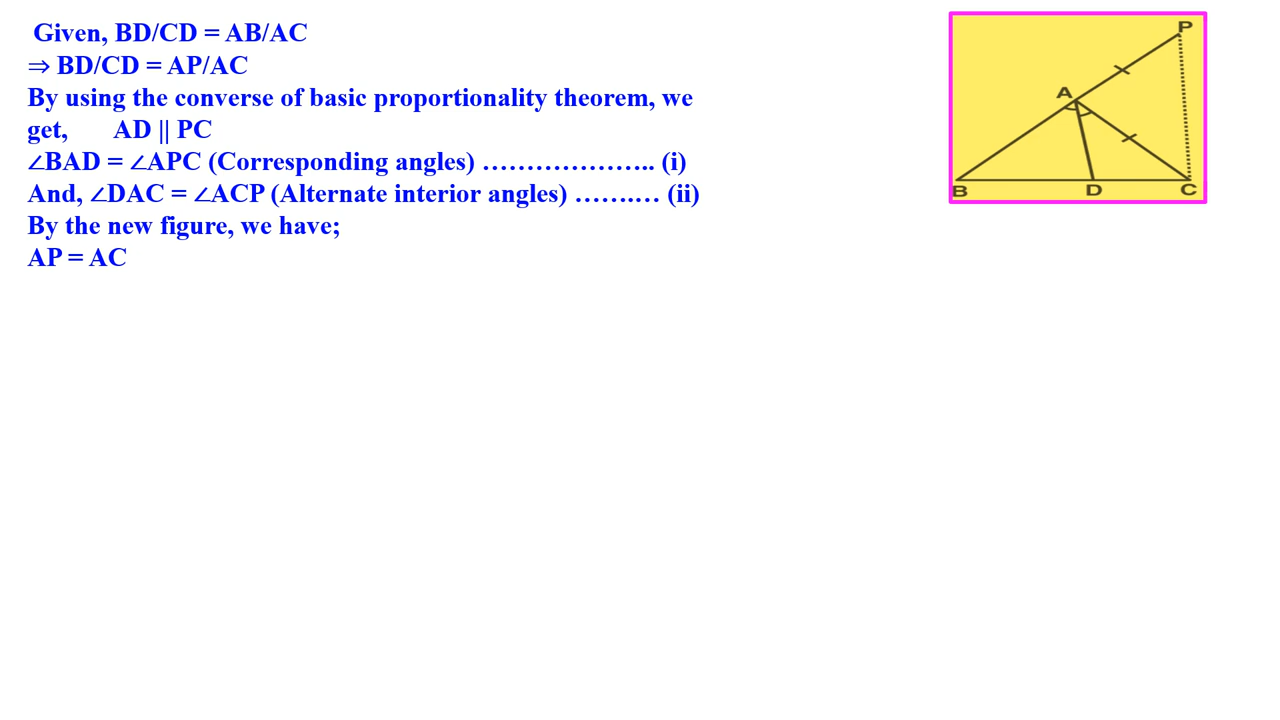 Given, BD/CD = AB/AC
⇒ BD/CD = AP/AC
By using the converse of basic proportionality theorem, we
get, AD || PC
∠BAD = ∠APC (Corresponding angles) ……………….. (i)
And, ∠DAC = ∠ACP (Alternate interior angles) …….… (ii)
By the new figure, we have;
AP = AC
P
A
B D C